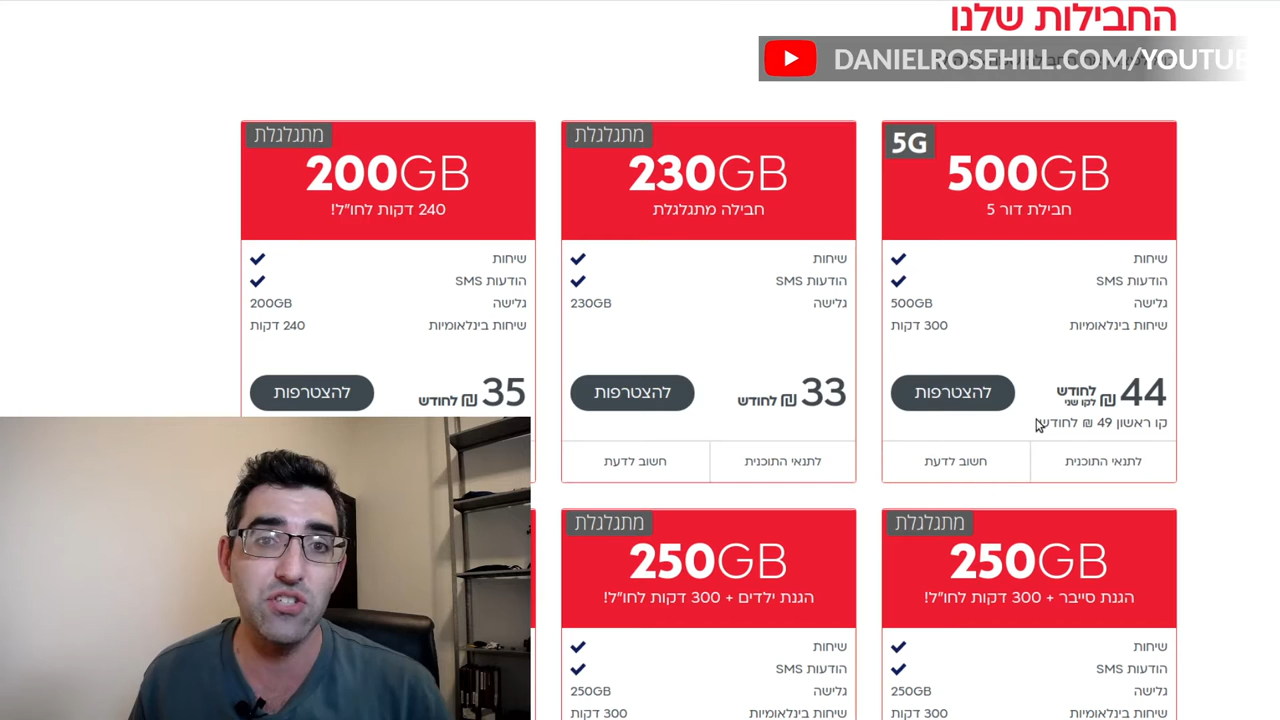 החבילות שלנו
DANIELROSEHILL.COM/YOUTUBE
5G
500GB
חבילת דור 5
שיחות
הודעות SMS
גלישה 500GB
שיחות בינלאומיות 300 דקות
44 ₪ לחודש
לקו שני
להצטרפות
קו ראשון 49 ₪ לחודש
לתנאי התוכנית
חשוב לדעת
מתגלגלת
230GB
חבילה מתגלגלת
שיחות
הודעות SMS
גלישה 230GB
33 ₪ לחודש
להצטרפות
לתנאי התוכנית
חשוב לדעת
מתגלגלת
200GB
240 דקות לחו"ל!
שיחות
הודעות SMS
גלישה 200GB
שיחות בינלאומיות 240 דקות
35 ₪ לחודש
להצטרפות
מתגלגלת
250GB
הגנת סייבר + 300 דקות לחו"ל!
שיחות
הודעות SMS
גלישה 250GB
שיחות בינלאומיות 300 דקות
מתגלגלת
250GB
הגנת ילדים + 300 דקות לחו"ל!
שיחות
הודעות SMS
גלישה 250GB
שיחות בינלאומיות 300 דקות